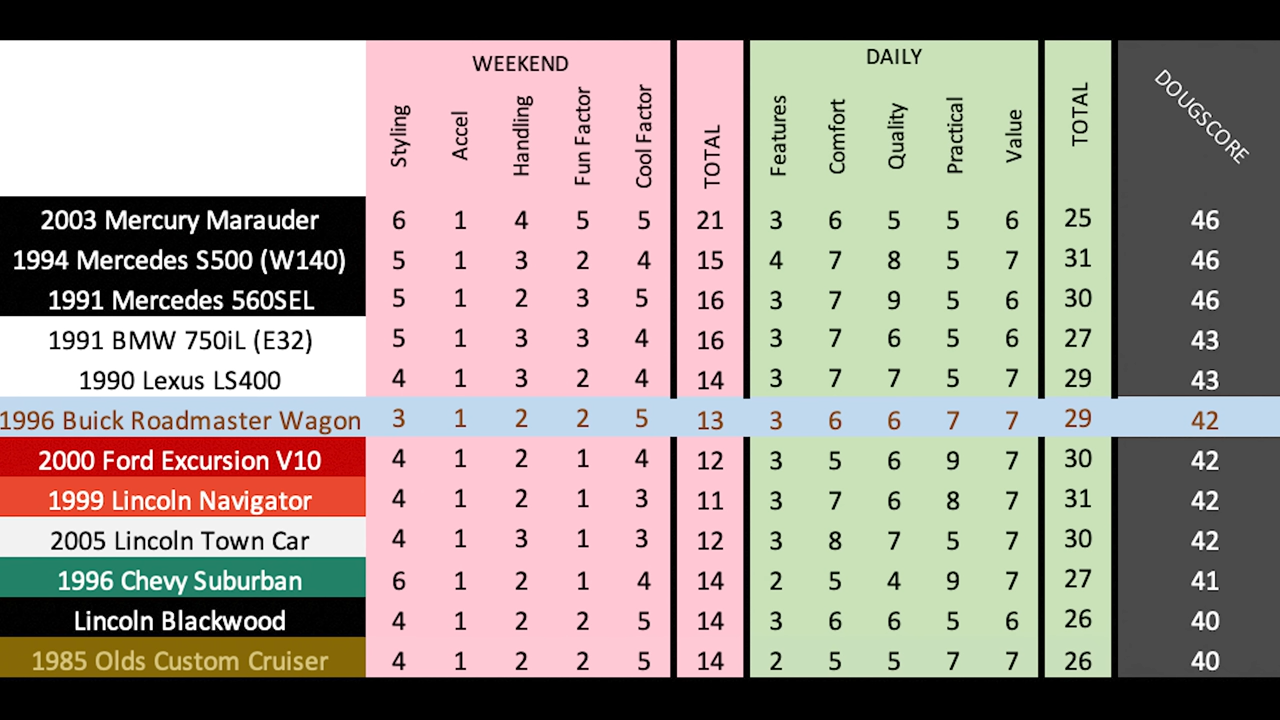 WEEKEND DAILY
Styling Accel Handling Fun Factor Cool Factor TOTAL Features Comfort Quality Practical Value TOTAL DOUGSCORE
2003 Mercury Marauder 6 1 4 5 5 21 3 6 5 5 6 25 46
1994 Mercedes S500 (W140) 5 1 3 2 4 15 4 7 8 5 7 31 46
1991 Mercedes 560SEL 5 1 2 3 5 16 3 7 9 5 6 30 46
1991 BMW 750iL (E32) 5 1 3 3 4 16 3 7 6 5 6 27 43
1990 Lexus LS400 4 1 3 2 4 14 3 7 7 5 7 29 43
1996 Buick Roadmaster Wagon 3 1 2 2 5 13 3 6 6 7 7 29 42
2000 Ford Excursion V10 4 1 2 1 4 12 3 5 6 9 7 30 42
1999 Lincoln Navigator 4 1 2 1 3 11 3 7 6 8 7 31 42
2005 Lincoln Town Car 4 1 3 1 3 12 3 8 7 5 7 30 42
1996 Chevy Suburban 6 1 2 1 4 14 2 5 4 9 7 27 41
Lincoln Blackwood 4 1 2 2 5 14 3 6 6 5 6 26 40
1985 Olds Custom Cruiser 4 1 2 2 5 14 2 5 5 7 7 26 40